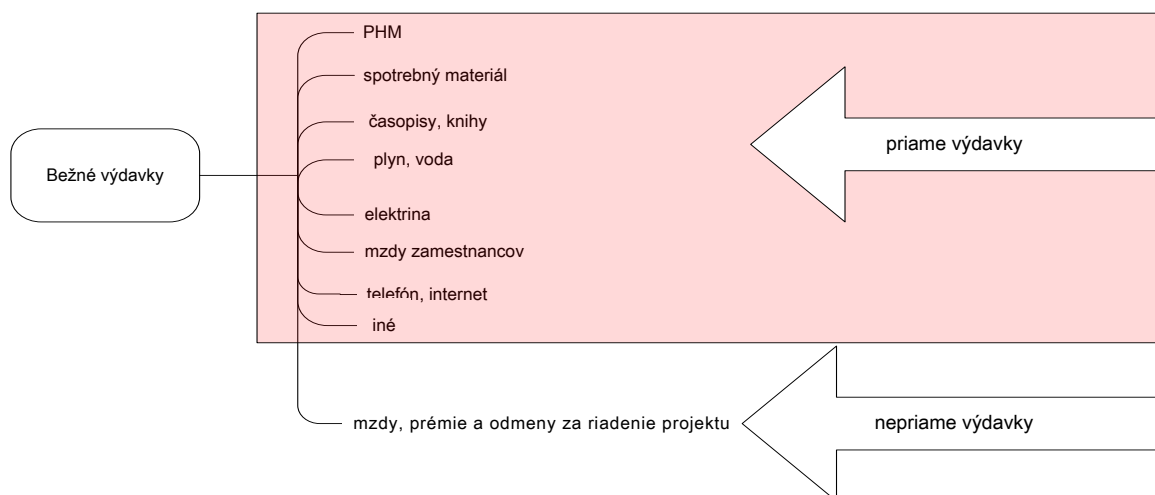 PHM
spotrebný materiál
časopisy, knihy
plyn, voda
Bežné výdavky
elektrina
mzdy zamestnancov
telefón, internet
iné
priame výdavky
mzdy, prémie a odmeny za riadenie projektu
nepriame výdavky